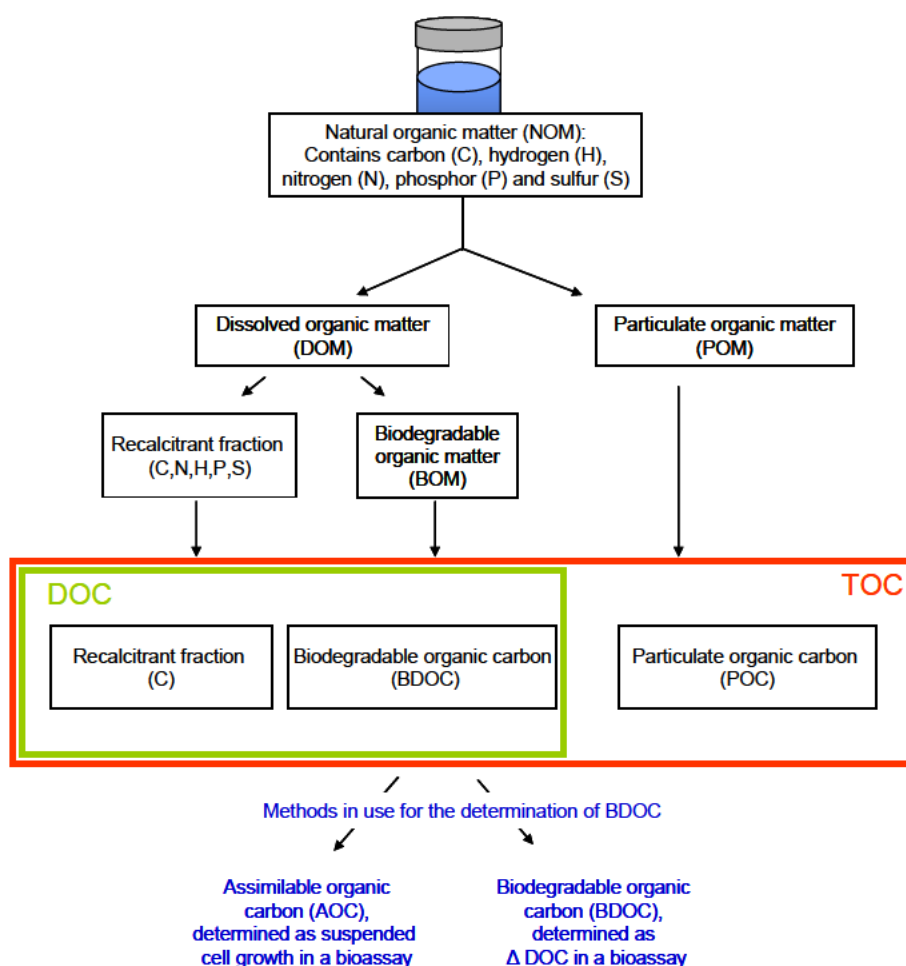 Natural organic matter (NOM):
Contains carbon (C), hydrogen (H),
nitrogen (N), phosphor (P) and sulfur (S)
Dissolved organic matter
(DOM)
Particulate organic matter
(POM)
Recalcitrant fraction
(C,N,H,P,S)
Biodegradable
organic matter
(BOM)
DOC
TOC
Recalcitrant fraction
(C)
Biodegradable organic carbon
(BDOC)
Particulate organic carbon
(POC)
Methods in use for the determination of BDOC
Assimilable organic
carbon (AOC),
determined as suspended
cell growth in a bioassay
Biodegradable organic
carbon (BDOC),
determined as
Δ DOC in a bioassay